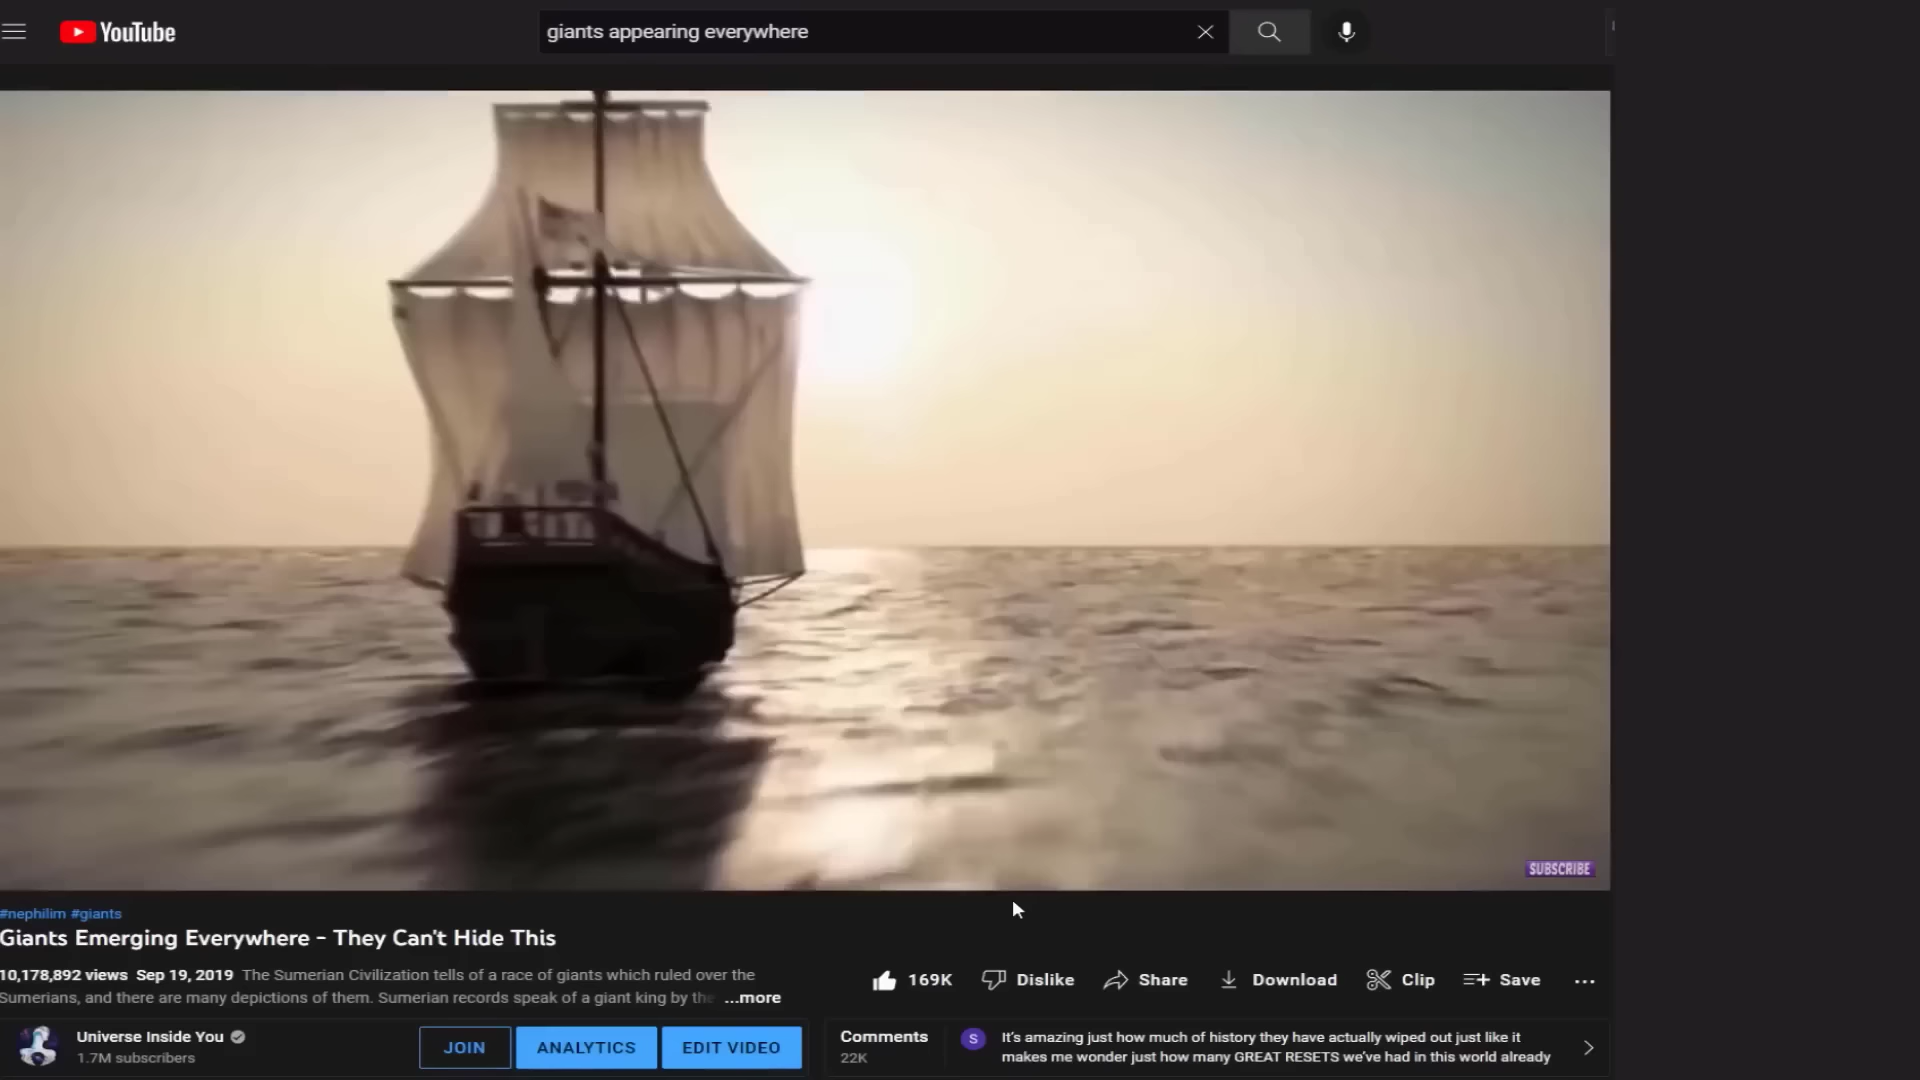 YouTube
giants appearing everywhere
SUBSCRIBE
#nephilim #giants
Giants Emerging Everywhere - They Can't Hide This
10,178,892 views Sep 19, 2019 The Sumerian Civilization tells of a race of giants which ruled over the
Sumerians, and there are many depictions of them. Sumerian records speak of a giant king by the ...more
169K Dislike Share Download Clip Save
Universe Inside You
1.7M subscribers
JOIN ANALYTICS EDIT VIDEO
Comments
22K
S
It's amazing just how much of history they have actually wiped out just like it
makes me wonder just how many GREAT RESETS we've had in this world already